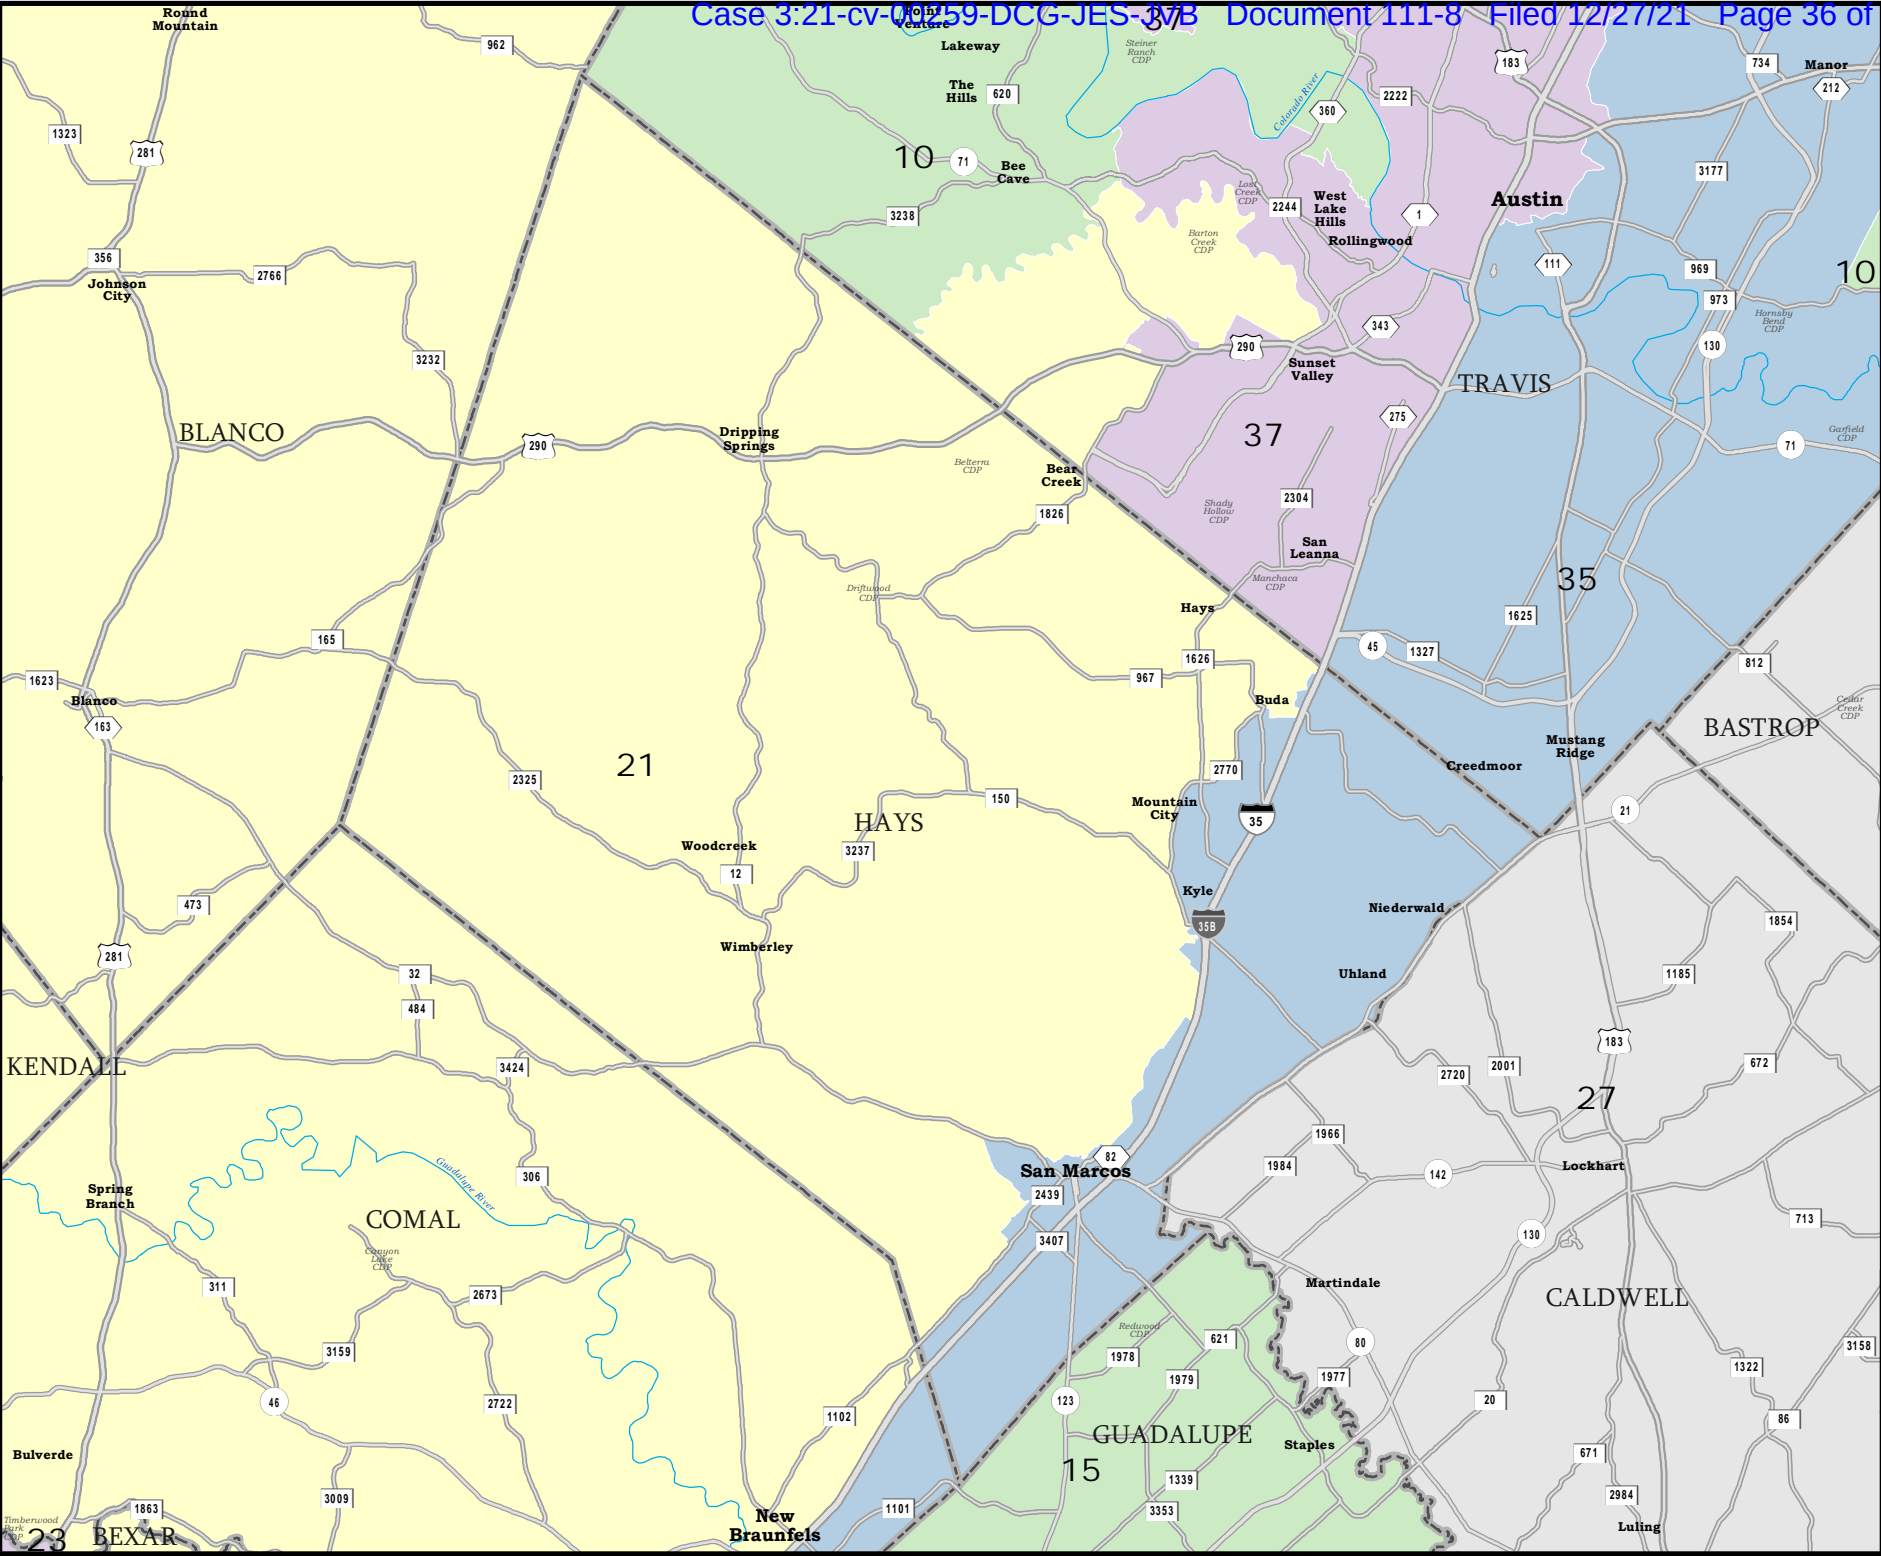 Case 3:21-cv-00259-DCG-JES-JVB Document 111-8 Filed 12/27/21 Page 36 of
Round
Mountain
962
Point
Venture
Lakeway
37
Steiner
Ranch
CDP
183
734
Manor
212
The
Hills
620
2222
360
Colorado River
1323
281
10
71
Bee
Cave
3177
3238
Lost
Creek
CDP
2244
West
Lake
Hills
Rollingwood
1
Austin
Barton
Creek
CDP
356
Johnson
City
2766
111
969
973
10
Hornsby
Bend
CDP
3232
290
343
130
Sunset
Valley
TRAVIS
275
BLANCO
290
Dripping
Springs
37
71
Garfield
CDP
Belterra
CDP
Bear
Creek
1826
Shady
Hollow
CDP
2304
San
Leanna
Manchaca
CDP
35
Driftwood
CDP
Hays
1625
165
45
1327
1626
967
812
1623
Blanco
163
Buda
Cedar
Creek
CDP
BASTROP
Mustang
Ridge
Creedmoor
21
2325
2770
150
Mountain
City
35
21
HAYS
Woodcreek
3237
12
Kyle
35B
Niederwald
1854
473
Wimberley
281
32
484
Uhland
1185
183
KENDALL
3424
2720
2001
672
27
1966
1984
142
Lockhart
Guadalupe River
306
San Marcos
82
2439
Spring
Branch
COMAL
713
130
3407
Canyon
Lake
CDP
311
2673
Martindale
CALDWELL
Redwood
CDP
621
80
3159
1978
1979
1977
3158
1322
46
2722
123
1102
20
86
GUADALUPE
Staples
Bulverde
15
671
1339
3009
2984
1863
1101
3353
New
Braunfels
Luling
Timberwood
Park
CDP
23
BEXAR